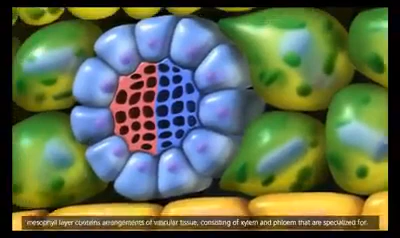 mesophyll layer contains arrangements of vascular tissue, consisting of xylem and phloem that are specialized for.